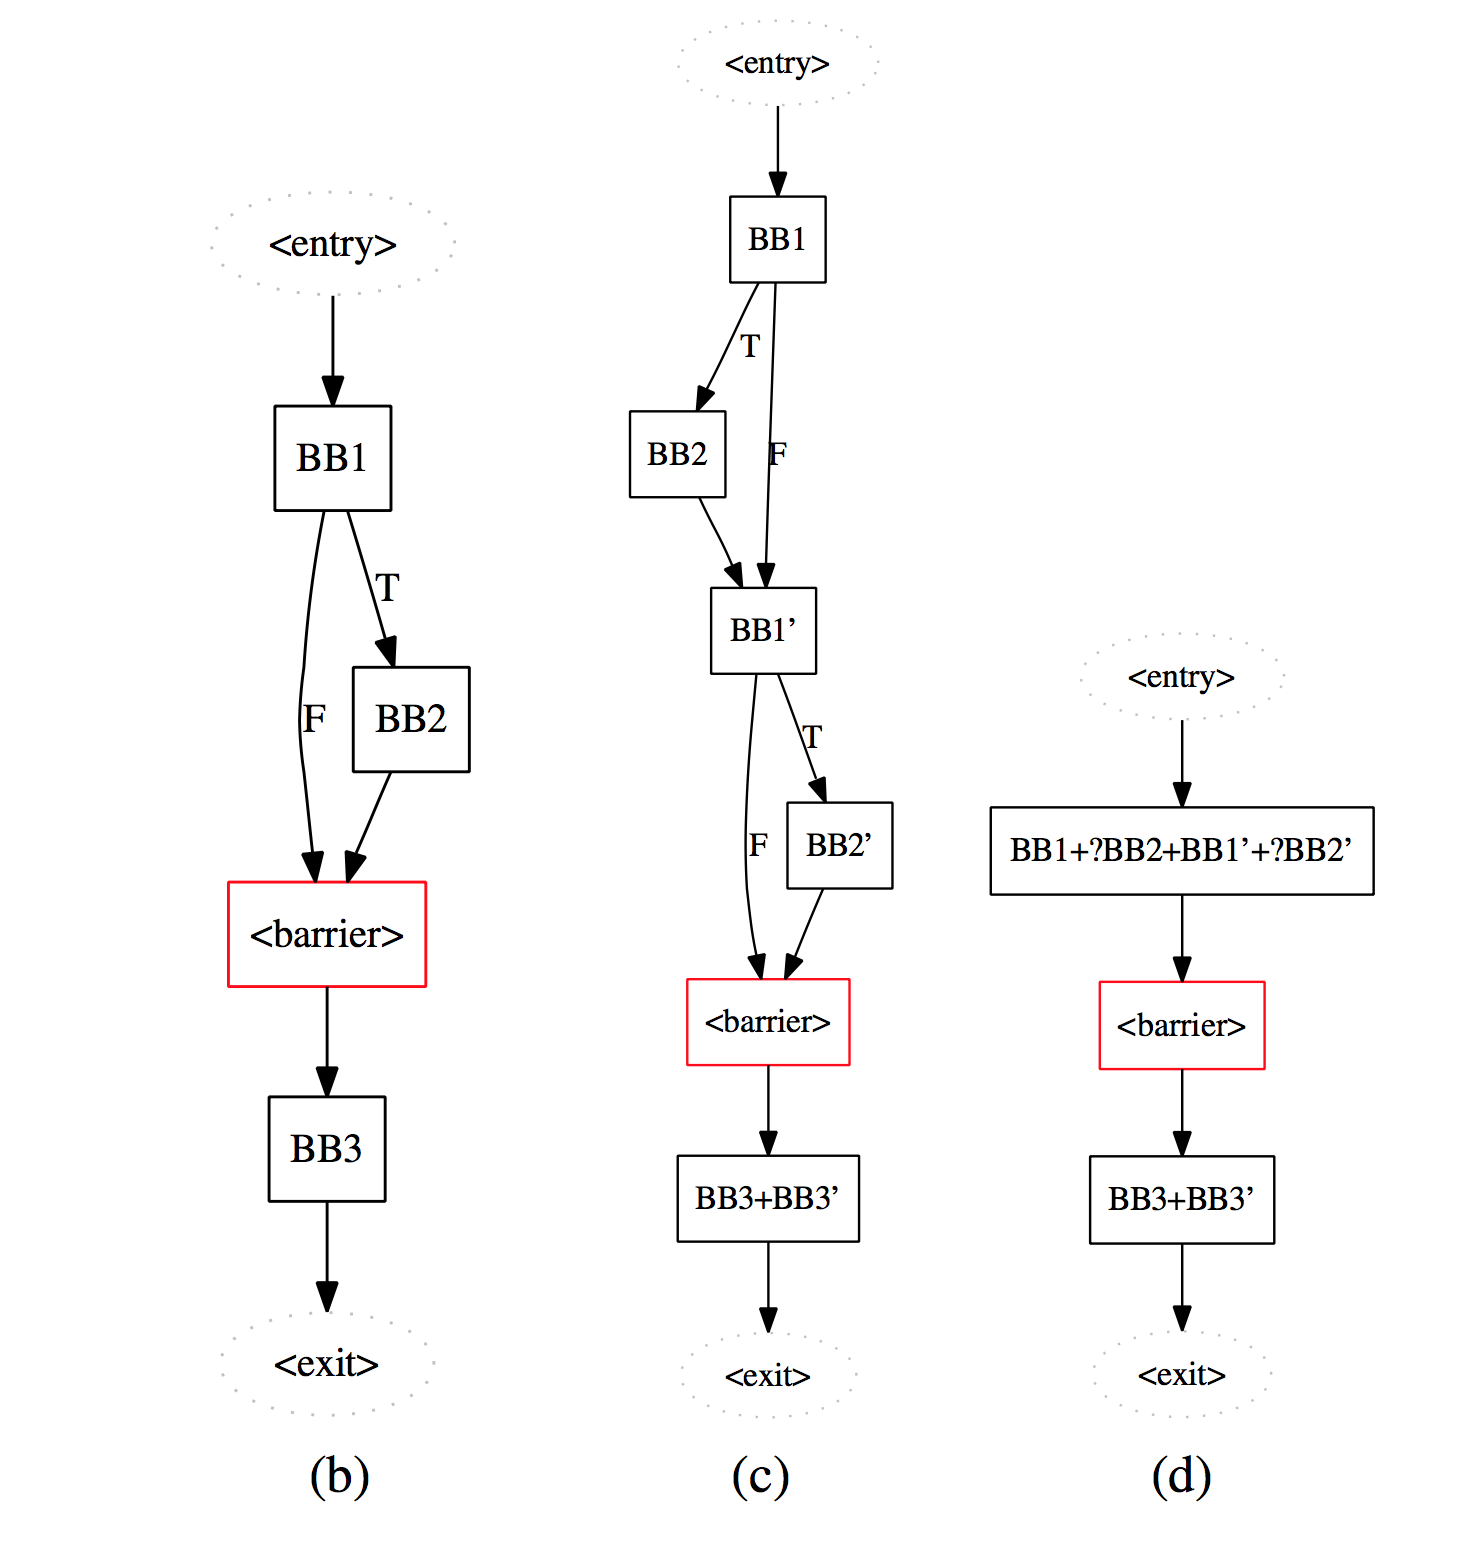 <entry>
BB1
T
F
BB2
<barrier>
BB3
<exit>
(b)
<entry>
BB1
T
BB2
F
BB1’
T
F
BB2’
<barrier>
BB3+BB3’
<exit>
(c)
<entry>
BB1+?BB2+BB1’+?BB2’
<barrier>
BB3+BB3’
<exit>
(d)